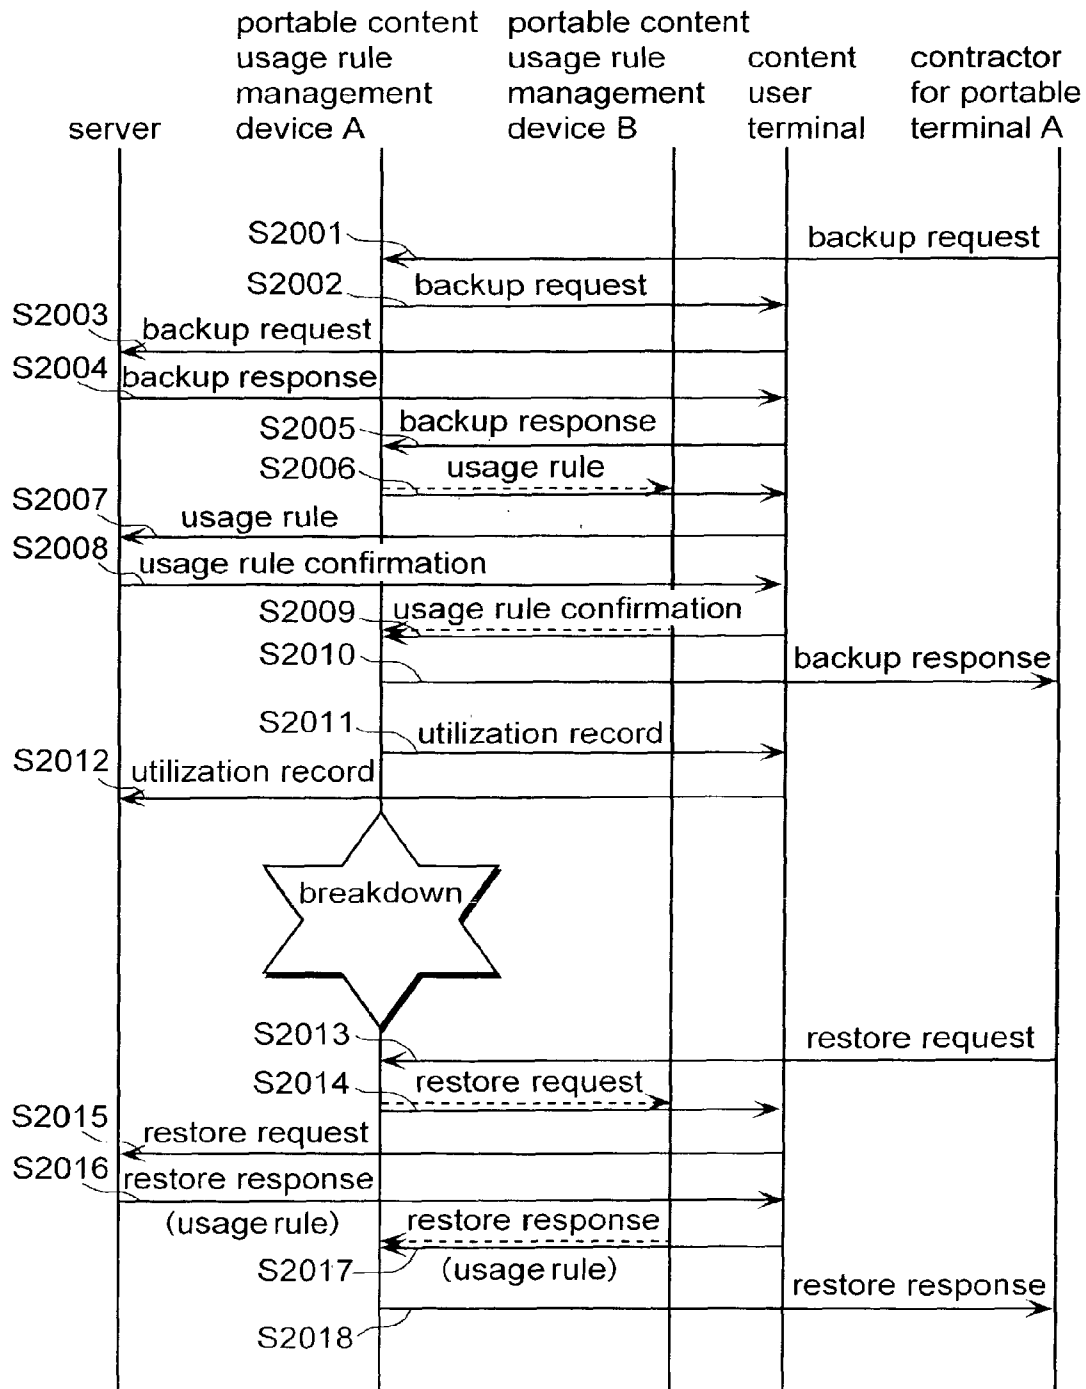 server
portable content
usage rule
management
device A
portable content
usage rule
management
device B
content
user
terminal
contractor
for portable
terminal A
S2001
backup request
S2002
backup request
S2003
backup request
S2004
backup response
S2005
backup response
S2006
usage rule
S2007
usage rule
S2008
usage rule confirmation
S2009
usage rule confirmation
S2010
backup response
S2011
utilization record
S2012
utilization record
breakdown
S2013
restore request
S2014
restore request
S2015
restore request
S2016
restore response
(usage rule)
restore response
S2017
(usage rule)
restore response
S2018